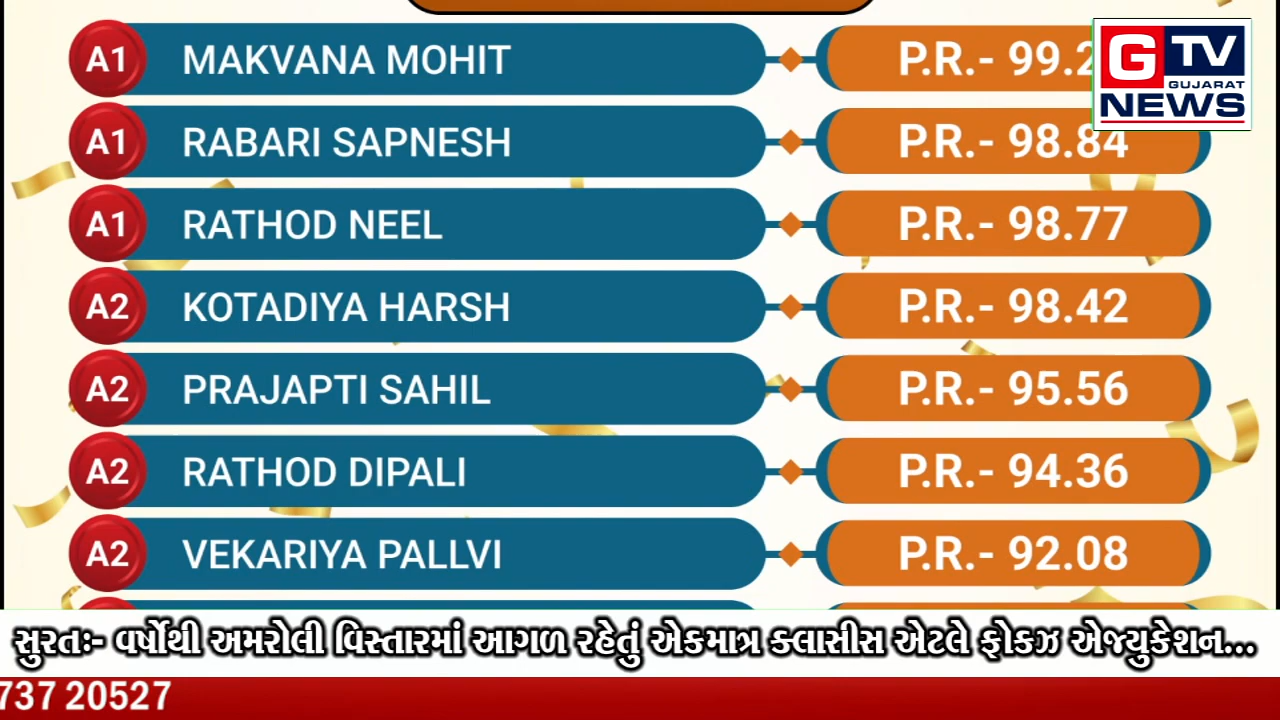 A1 MAKVANA MOHIT P.R.- 99.2
G TV
GUJARAT
NEWS
A1 RABARI SAPNESH P.R.- 98.84
A1 RATHOD NEEL P.R.- 98.77
A2 KOTADIYA HARSH P.R.- 98.42
A2 PRAJAPTI SAHIL P.R.- 95.56
A2 RATHOD DIPALI P.R.- 94.36
A2 VEKARIYA PALLVI P.R.- 92.08
સુરતઃ- વર્ષોથી અમરોલી વિસ્તારમાં આગળ રહેતું એકમાત્ર ક્લાસીસ એટલે ફોકઝ એજ્યુકેશન...
737 20527